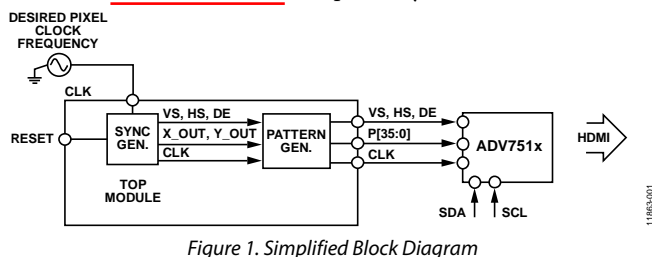 DESIRED PIXEL
CLOCK
FREQUENCY
CLK
RESET
SYNC
GEN.
VS, HS, DE
X_OUT, Y_OUT
CLK
PATTERN
GEN.
TOP
MODULE
VS, HS, DE
P[35:0]
CLK
ADV751x
HDMI
SDA
SCL
11863-001
Figure 1. Simplified Block Diagram